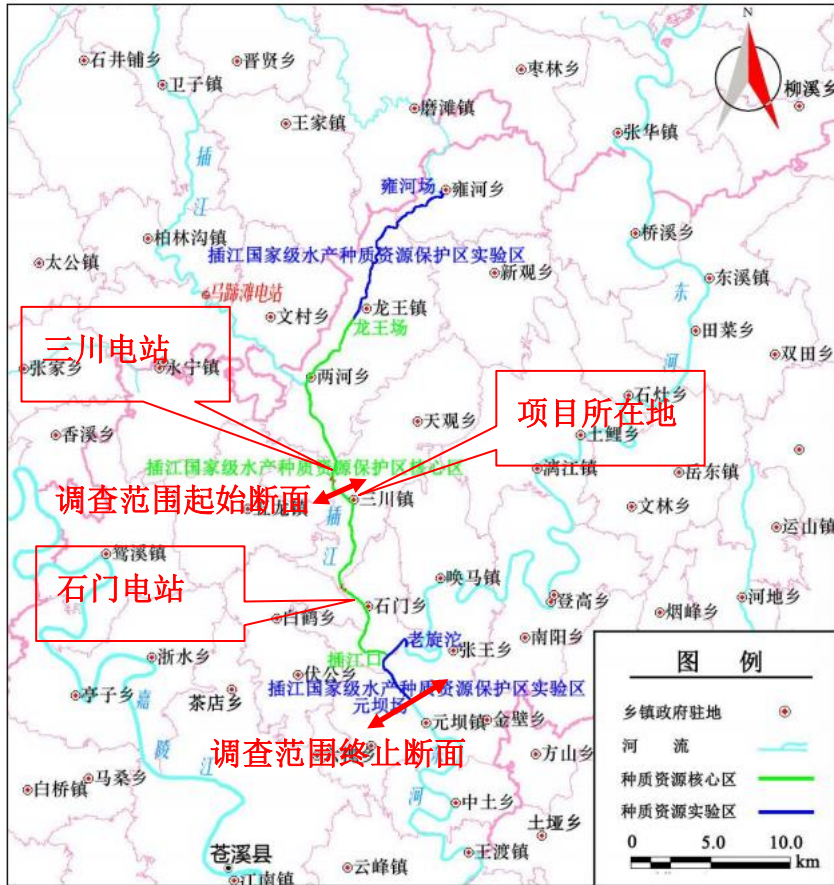 N
石井铺乡
晋贤乡
枣林乡
卫子镇
柳溪乡
磨滩镇
王家镇
张华镇
插
江
雍河场
雍河乡
柏林沟镇
桥溪乡
太公镇
插江国家级水产种质资源保护区实验区
新观乡
东溪镇
马蹄滩电站
文村乡
龙王镇
龙王场
东
河
田菜乡
三川电站
双田乡
张家乡
永宁镇
两河乡
石灶乡
项目所在地
天观乡
香溪乡
土鲤乡
插江国家级水产种质资源保护区核心区
漓江镇
岳东镇
调查范围起始断面
三川镇
龙镇
文林乡
插
江
运山镇
鸳溪镇
石门电站
唤马镇
石门乡
登高乡
河地乡
白鹤乡
烟峰乡
老旋沱
南阳乡
张王乡
浙水乡
插江口
伏公乡
插江国家级水产种质资源保护区实验区
亭子乡
茶店乡
元坝场
元坝镇
金壁乡
嘉
陵
江
调查范围终止断面
方山乡
马桑乡
白桥镇
河
中土乡
土垭乡
苍溪县
江南镇
云峰镇
王渡镇
图 例
乡镇政府驻地
河 流
种质资源核心区
种质资源实验区
0 5.0 10.0
km